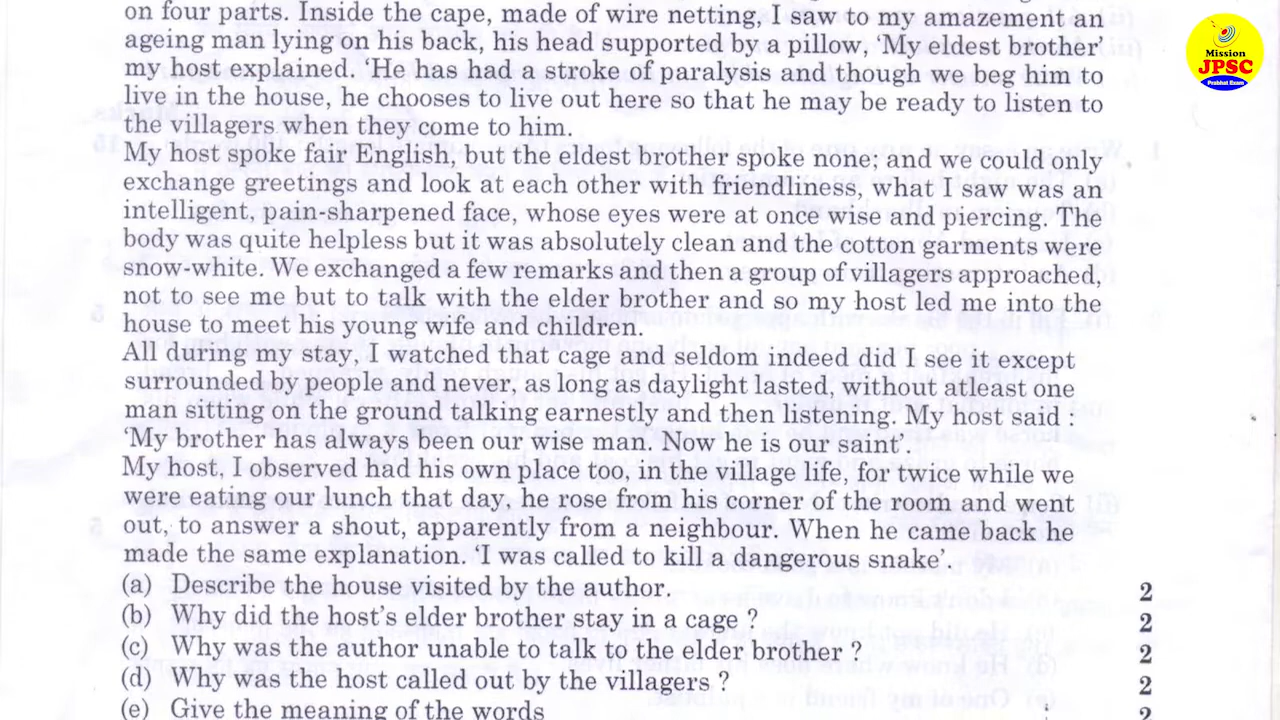 on four parts. Inside the cape, made of wire netting, I saw to my amazement an
ageing man lying on his back, his head supported by a pillow, 'My eldest brother'
my host explained. 'He has had a stroke of paralysis and though we beg him to
live in the house, he chooses to live out here so that he may be ready to listen to
the villagers when they come to him.
My host spoke fair English, but the eldest brother spoke none; and we could only
exchange greetings and look at each other with friendliness, what I saw was an
intelligent, pain-sharpened face, whose eyes were at once wise and piercing. The
body was quite helpless but it was absolutely clean and the cotton garments were
snow-white. We exchanged a few remarks and then a group of villagers approached,
not to see me but to talk with the elder brother and so my host led me into the
house to meet his young wife and children.
All during my stay, I watched that cage and seldom indeed did I see it except
surrounded by people and never, as long as daylight lasted, without atleast one
man sitting on the ground talking earnestly and then listening. My host said :
'My brother has always been our wise man. Now he is our saint'.
My host, I observed had his own place too, in the village life, for twice while we
were eating our lunch that day, he rose from his corner of the room and went
out, to answer a shout, apparently from a neighbour. When he came back he
made the same explanation 'I was called to kill a dangerous snake'.
(a) Describe the house visited by the author. 2
(b) Why did the host's elder brother stay in a cage ? 2
(c) Why was the author unable to talk to the elder brother ? 2
(d) Why was the host called out by the villagers ? 2
(e) Give the meaning of the words 2
Mission
JPSC
Prabhat Exam